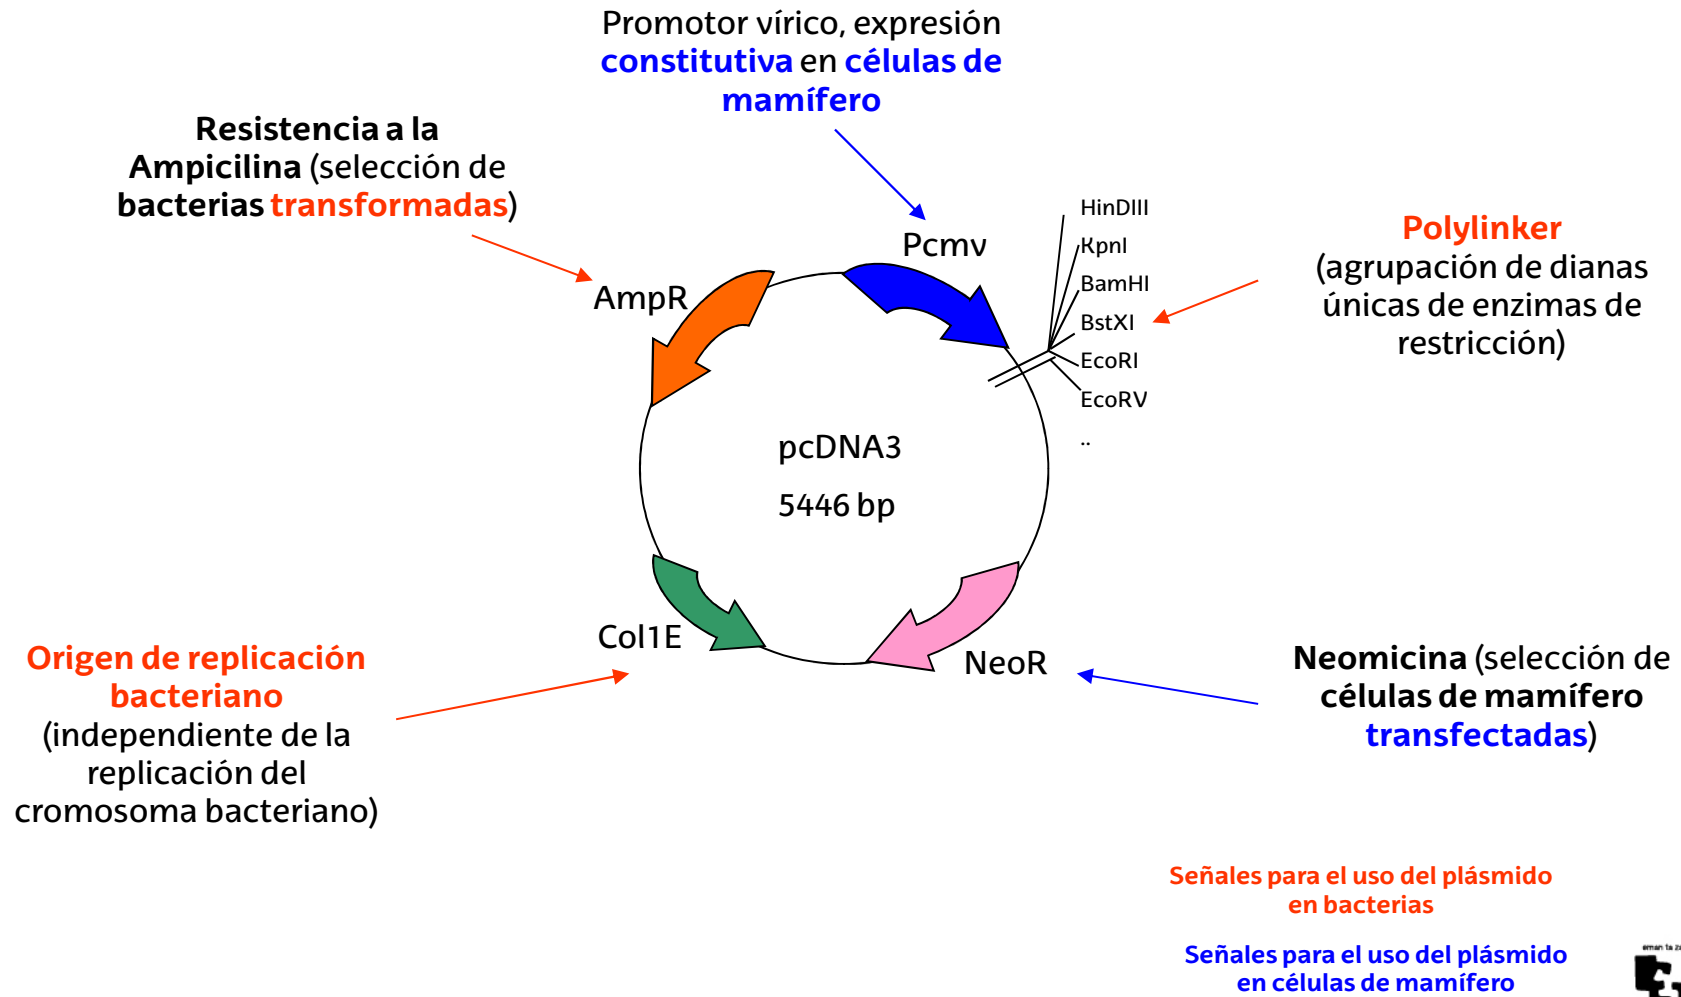 Promotor vírico, expresión
constitutiva en células de
mamífero
Resistencia a la
Ampicilina (selección de
bacterias transformadas)
HinDIII
KpnI
BamHI
BstXI
EcoRI
EcoRV
..
Polylinker
(agrupación de dianas
únicas de enzimas de
restricción)
Pcmv
AmpR
pcDNA3
5446 bp
Col1E
NeoR
Origen de replicación
bacteriano
(independiente de la
replicación del
cromosoma bacteriano)
Neomicina (selección de
células de mamífero
transfectadas)
Señales para el uso del plásmido
en bacterias
Señales para el uso del plásmido
en células de mamífero
eman ta